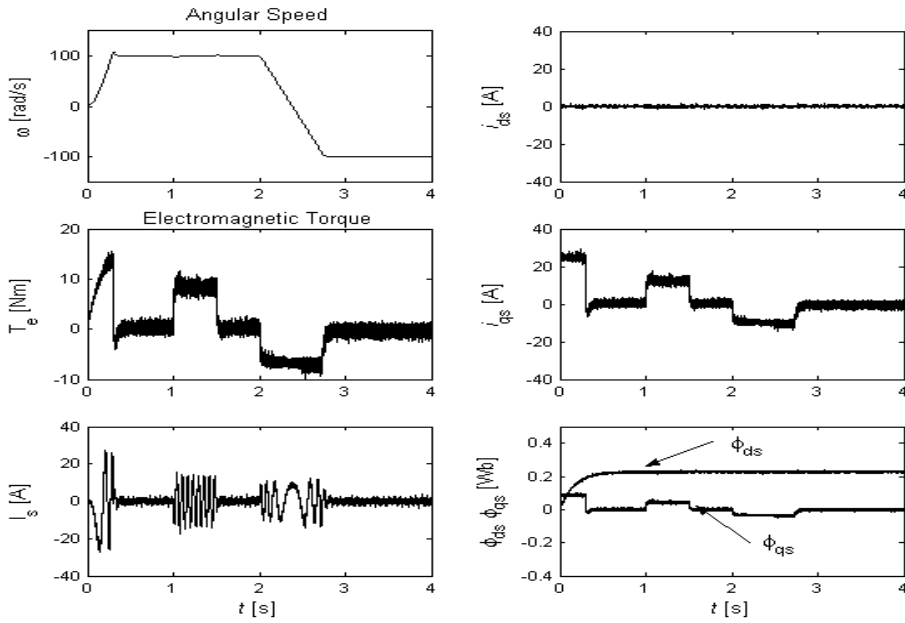 Angular Speed
ω [rad/s]
100
0
-100
0 1 2 3 4
i_ds [A]
40
20
0
-20
-40
0 1 2 3 4
Electromagnetic Torque
T_e [Nm]
20
10
0
-10
0 1 2 3 4
i_qs [A]
40
20
0
-20
-40
0 1 2 3 4
I_s [A]
40
20
0
-20
-40
0 1 2 3 4
t [s]
ϕ_ds ϕ_qs [Wb]
0.4
0.2
0
-0.2
-0.4
ϕ_ds
ϕ_qs
0 1 2 3 4
t [s]